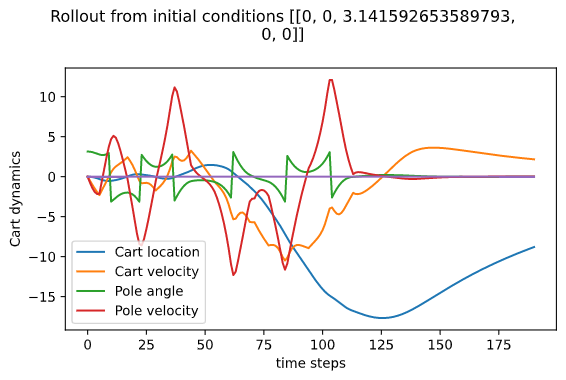 Rollout from initial conditions [[0, 0, 3.141592653589793,
0, 0]]
10
5
0
−5
−10
−15
Cart dynamics
Cart location
Cart velocity
Pole angle
Pole velocity
0 25 50 75 100 125 150 175
time steps